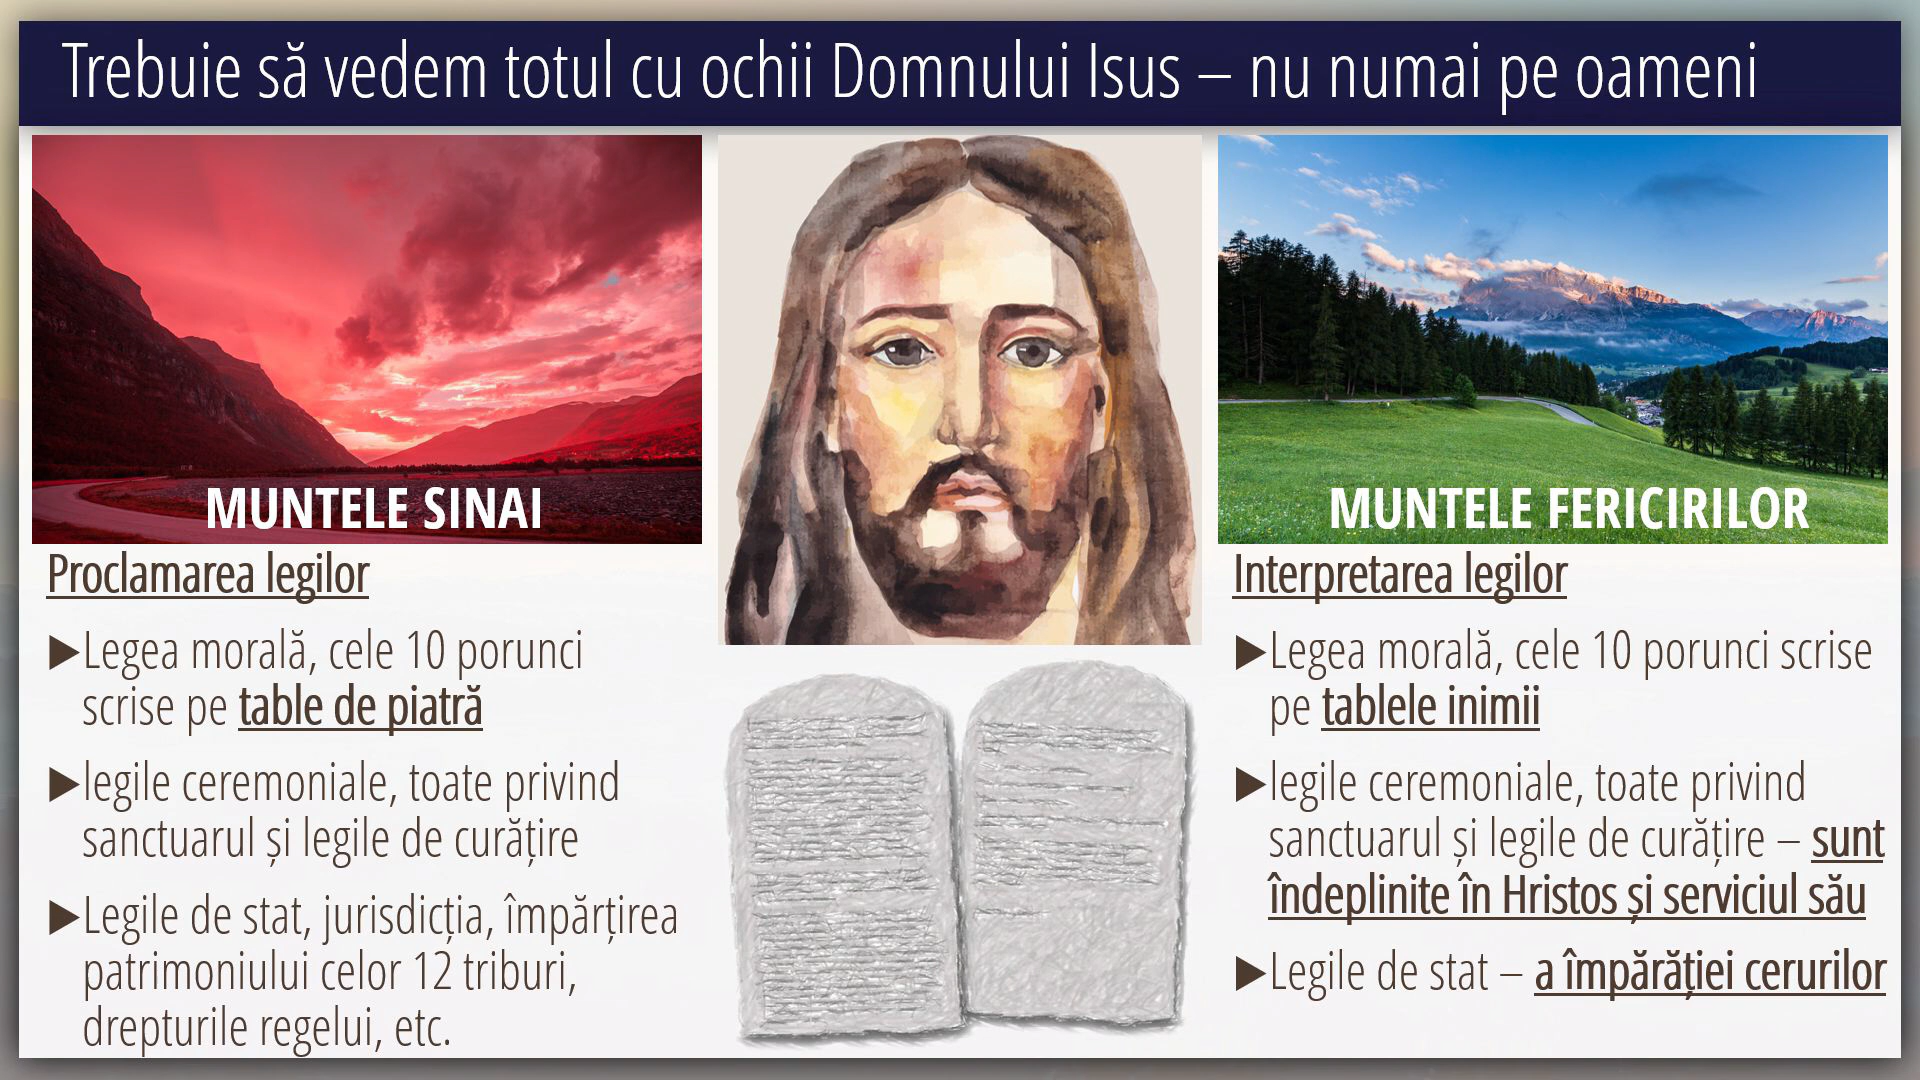 Trebuie să vedem totul cu ochii Domnului Isus – nu numai pe oameni
MUNTELE SINAI
Proclamarea legilor
▶Legea morală, cele 10 porunci
scrise pe table de piatră
▶legile ceremoniale, toate privind
sanctuarul și legile de curățire
▶Legile de stat, jurisdicția, împărțirea
patrimoniului celor 12 triburi,
drepturile regelui, etc.
MUNTELE FERICIRILOR
Interpretarea legilor
▶Legea morală, cele 10 porunci scrise
pe tablele inimii
▶legile ceremoniale, toate privind
sanctuarul și legile de curățire – sunt
îndeplinite în Hristos și serviciul său
▶Legile de stat – a împărăției cerurilor